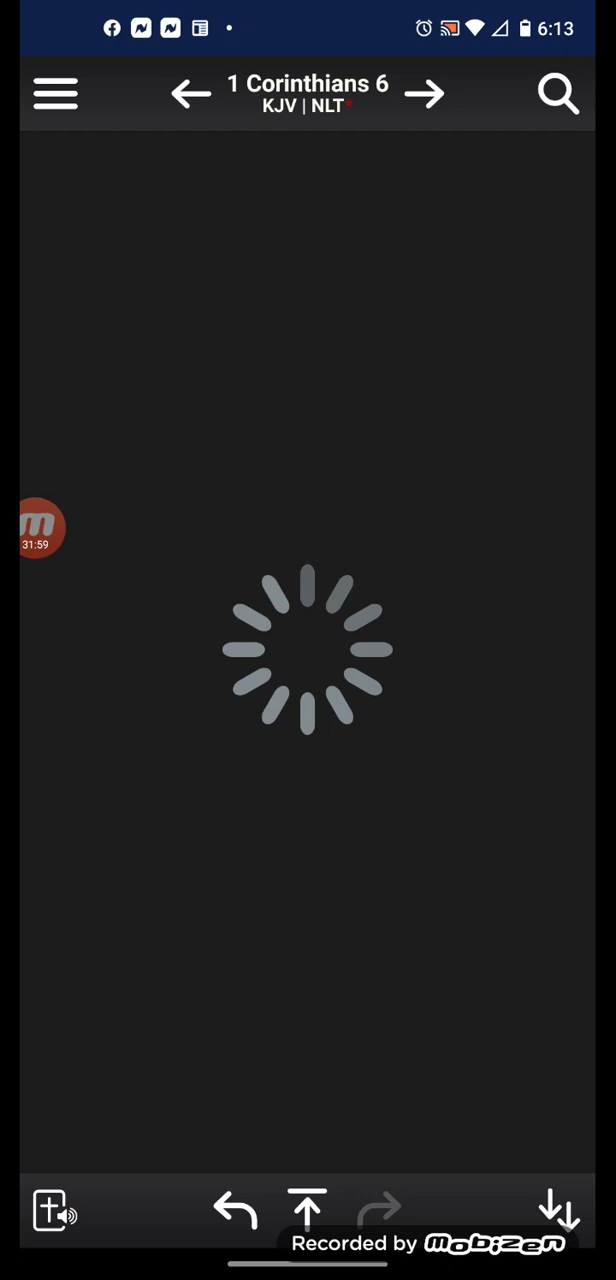 6:13
1 Corinthians 6
KJV | NLT*
m
31:59
Recorded by mobizen